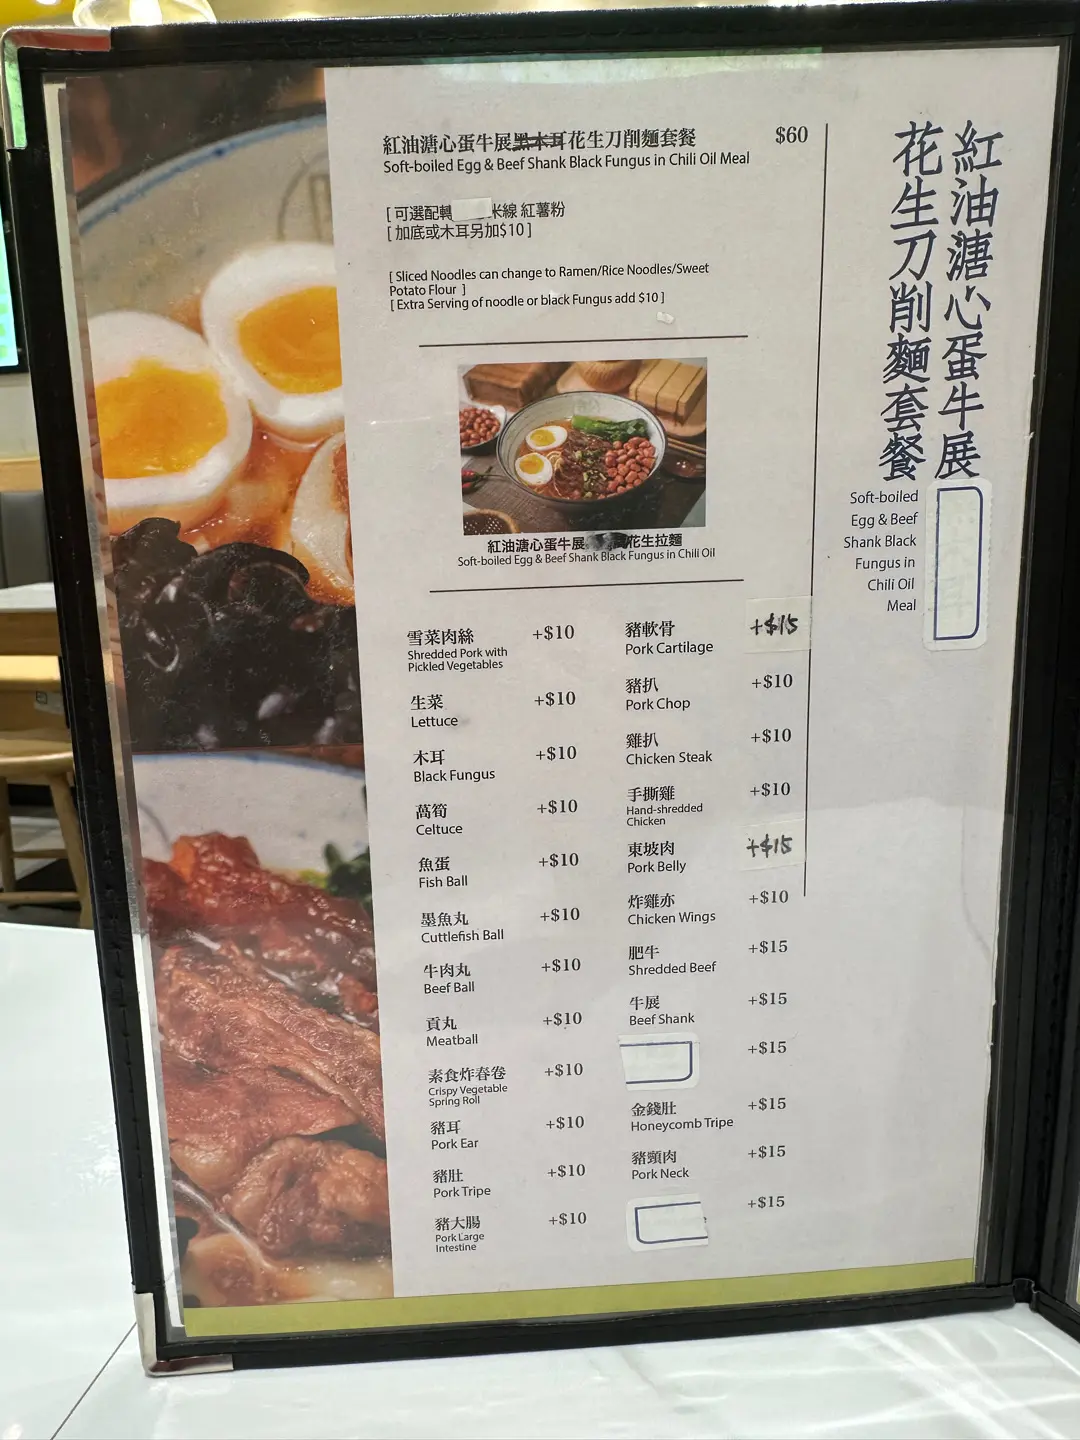 紅油溏心蛋牛展黑木耳花生刀削麵套餐 $60
Soft-boiled Egg & Beef Shank Black Fungus in Chili Oil Meal
[ 可選配轉 米線 紅薯粉
[ 加底或木耳另加$10 ]
[ Sliced Noodles can change to Ramen/Rice Noodles/Sweet
Potato Flour ]
[ Extra Serving of noodle or black Fungus add $10 ]
紅油溏心蛋牛展 花生拉麵
Soft-boiled Egg & Beef Shank Black Fungus in Chili Oil
雪菜肉絲 +$10
Shredded Pork with
Pickled Vegetables
生菜 +$10
Lettuce
木耳 +$10
Black Fungus
萵筍 +$10
Celtuce
魚蛋 +$10
Fish Ball
墨魚丸 +$10
Cuttlefish Ball
牛肉丸 +$10
Beef Ball
貢丸 +$10
Meatball
素食炸春卷 +$10
Crispy Vegetable
Spring Roll
豬耳 +$10
Pork Ear
豬肚 +$10
Pork Tripe
豬大腸 +$10
Pork Large
Intestine
豬軟骨 +$15
Pork Cartilage
豬扒 +$10
Pork Chop
雞扒 +$10
Chicken Steak
手撕雞 +$10
Hand-shredded
Chicken
東坡肉 +$15
Pork Belly
炸雞亦 +$10
Chicken Wings
肥牛 +$15
Shredded Beef
牛展 +$15
Beef Shank
+$15
金錢肚 +$15
Honeycomb Tripe
豬頸肉 +$15
Pork Neck
+$15
紅油溏心蛋牛展
花生刀削麵套餐
Soft-boiled
Egg & Beef
Shank Black
Fungus in
Chili Oil
Meal